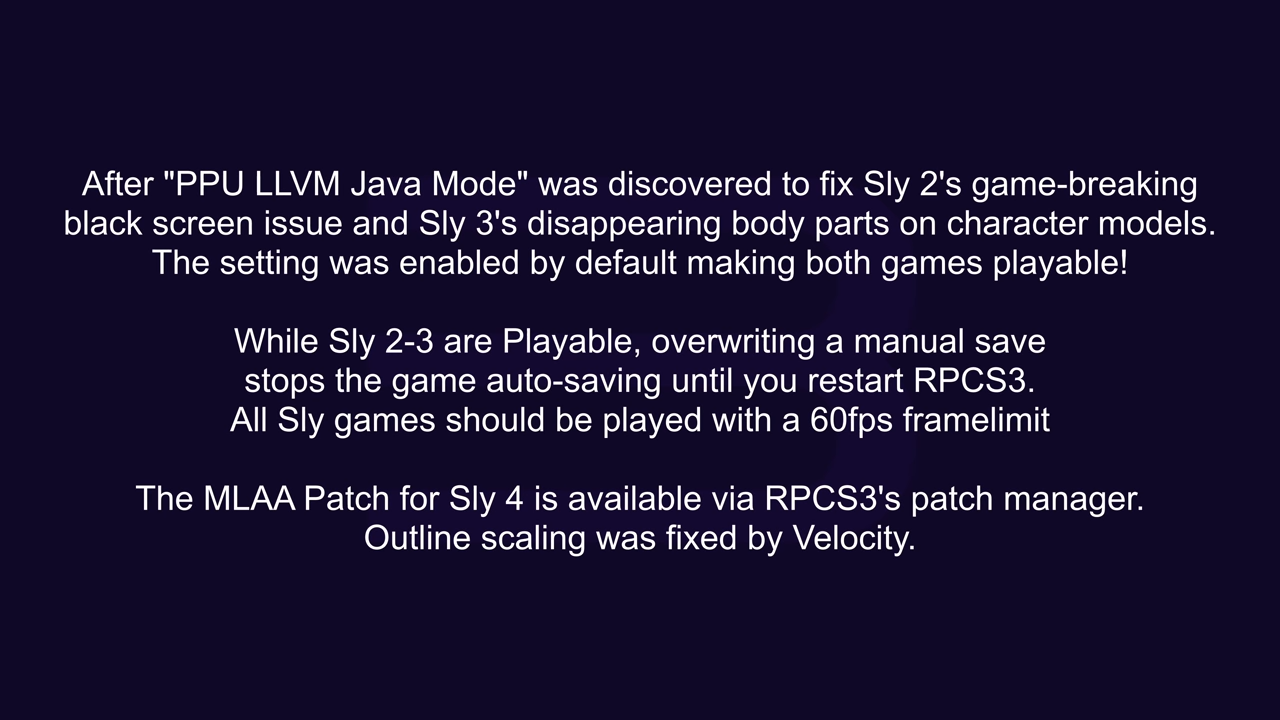 After "PPU LLVM Java Mode" was discovered to fix Sly 2's game-breaking
black screen issue and Sly 3's disappearing body parts on character models.
The setting was enabled by default making both games playable!
While Sly 2-3 are Playable, overwriting a manual save
stops the game auto-saving until you restart RPCS3.
All Sly games should be played with a 60fps framelimit
The MLAA Patch for Sly 4 is available via RPCS3's patch manager.
Outline scaling was fixed by Velocity.